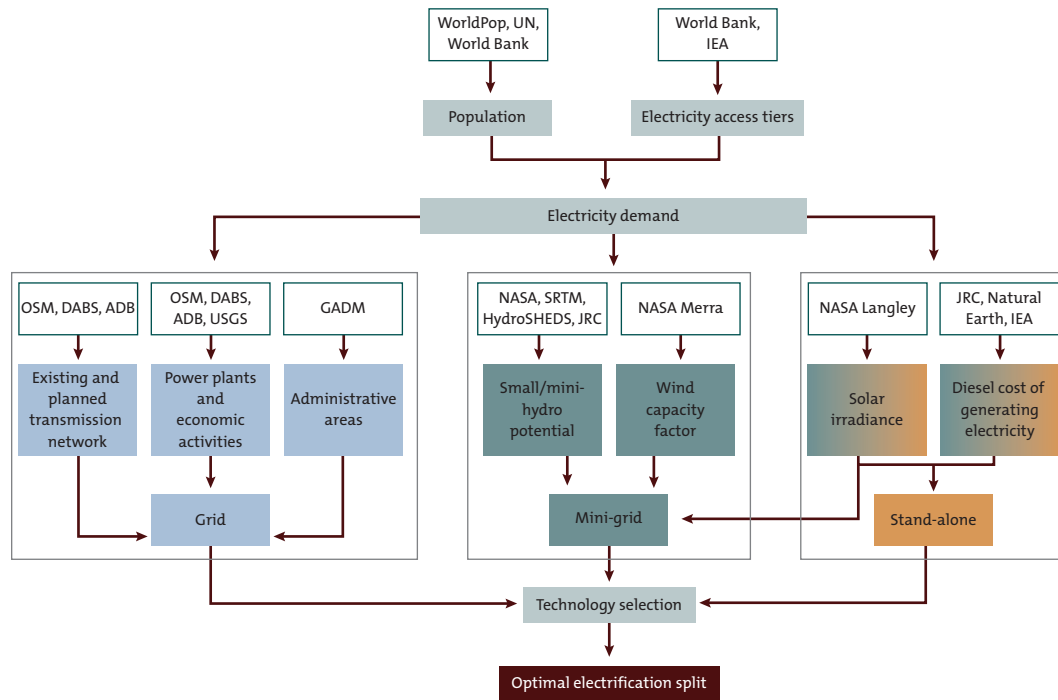 WorldPop, UN,
World Bank
World Bank,
IEA
Population
Electricity access tiers
Electricity demand
OSM, DABS, ADB
OSM, DABS,
ADB, USGS
GADM
NASA, SRTM,
HydroSHEDS, JRC
NASA Merra
NASA Langley
JRC, Natural
Earth, IEA
Existing and
planned
transmission
network
Power plants
and
economic
activities
Administrative
areas
Small/mini-
hydro
potential
Wind
capacity
factor
Solar
irradiance
Diesel cost of
generating
electricity
Grid
Mini-grid
Stand-alone
Technology selection
Optimal electrification split